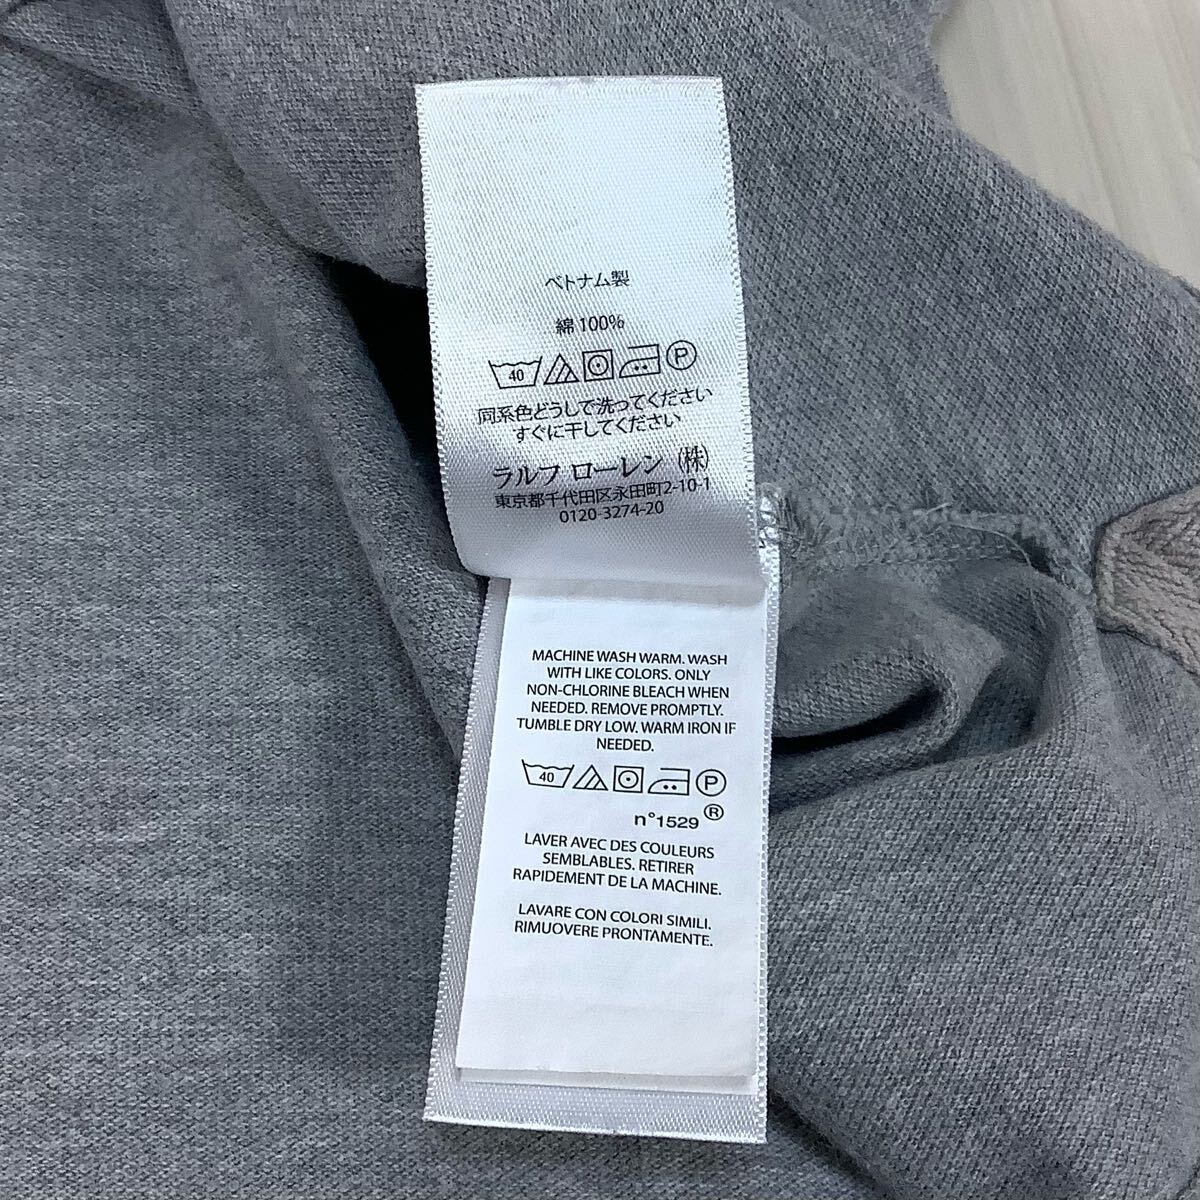 ベトナム製
綿 100%
40 P
同系色どうしで洗ってください
すぐに干してください
ラルフ ローレン (株)
東京都千代田区永田町2-10-1
0120-3274-20
MACHINE WASH WARM. WASH
WITH LIKE COLORS. ONLY
NON-CHLORINE BLEACH WHEN
NEEDED. REMOVE PROMPTLY.
TUMBLE DRY LOW. WARM IRON IF
NEEDED.
40 P
n°1529 ®
LAVER AVEC DES COULEURS
SEMBLABLES. RETIRER
RAPIDEMENT DE LA MACHINE.
LAVARE CON COLORI SIMILI.
RIMUOVERE PRONTAMENTE.